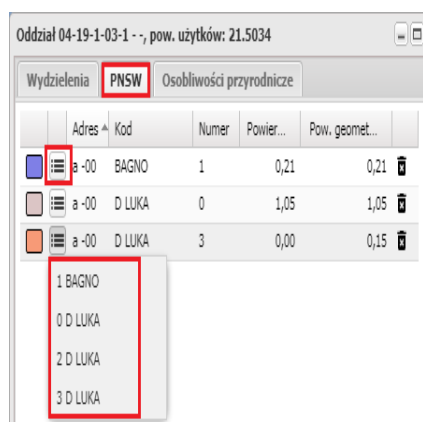 Oddział 04-19-1-03-1 - -, pow. użytków: 21.5034
Wydzielenia PNSW Osobliwości przyrodnicze
Adres Kod Numer Powier... Pow. geomet...
a -00 BAGNO 1 0,21 0,21
a -00 D LUKA 0 1,05 1,05
a -00 D LUKA 3 0,00 0,15
1 BAGNO
0 D LUKA
2 D LUKA
3 D LUKA